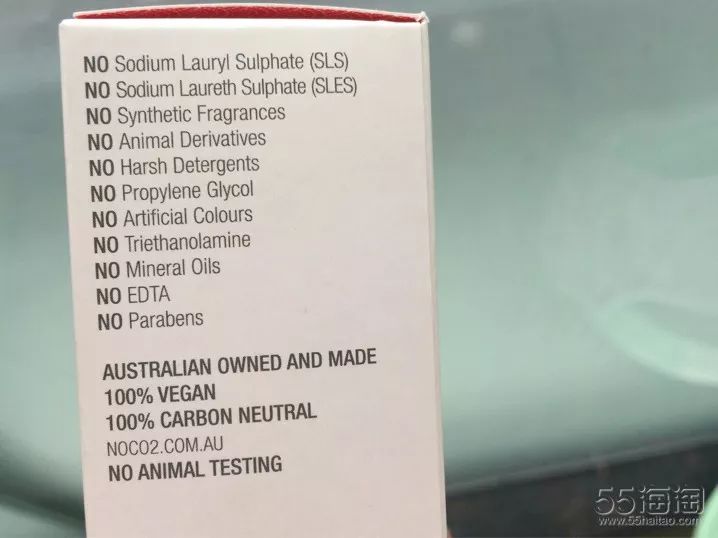 NO Sodium Lauryl Sulphate (SLS)
NO Sodium Laureth Sulphate (SLES)
NO Synthetic Fragrances
NO Animal Derivatives
NO Harsh Detergents
NO Propylene Glycol
NO Artificial Colours
NO Triethanolamine
NO Mineral Oils
NO EDTA
NO Parabens
AUSTRALIAN OWNED AND MADE
100% VEGAN
100% CARBON NEUTRAL
NOCO2.COM.AU
NO ANIMAL TESTING
55海淘
www.55haitao.com